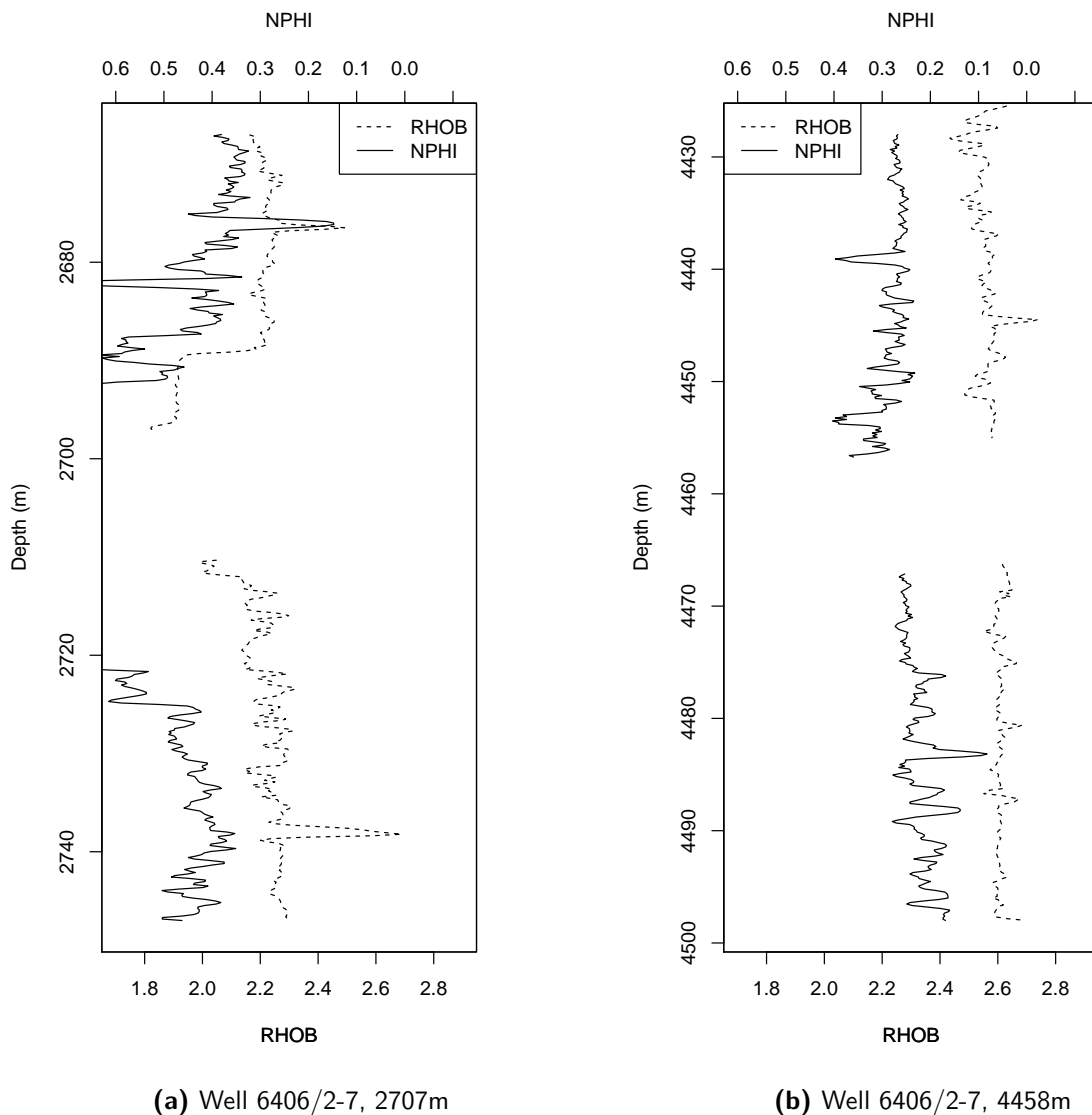 NPHI
0.6 0.5 0.4 0.3 0.2 0.1 0.0
RHOB
NPHI
Depth (m)
2680
2700
2720
2740
1.8 2.0 2.2 2.4 2.6 2.8
RHOB
(a) Well 6406/2-7, 2707m
NPHI
0.6 0.5 0.4 0.3 0.2 0.1 0.0
RHOB
NPHI
Depth (m)
4430
4440
4450
4460
4470
4480
4490
4500
1.8 2.0 2.2 2.4 2.6 2.8
RHOB
(b) Well 6406/2-7, 4458m